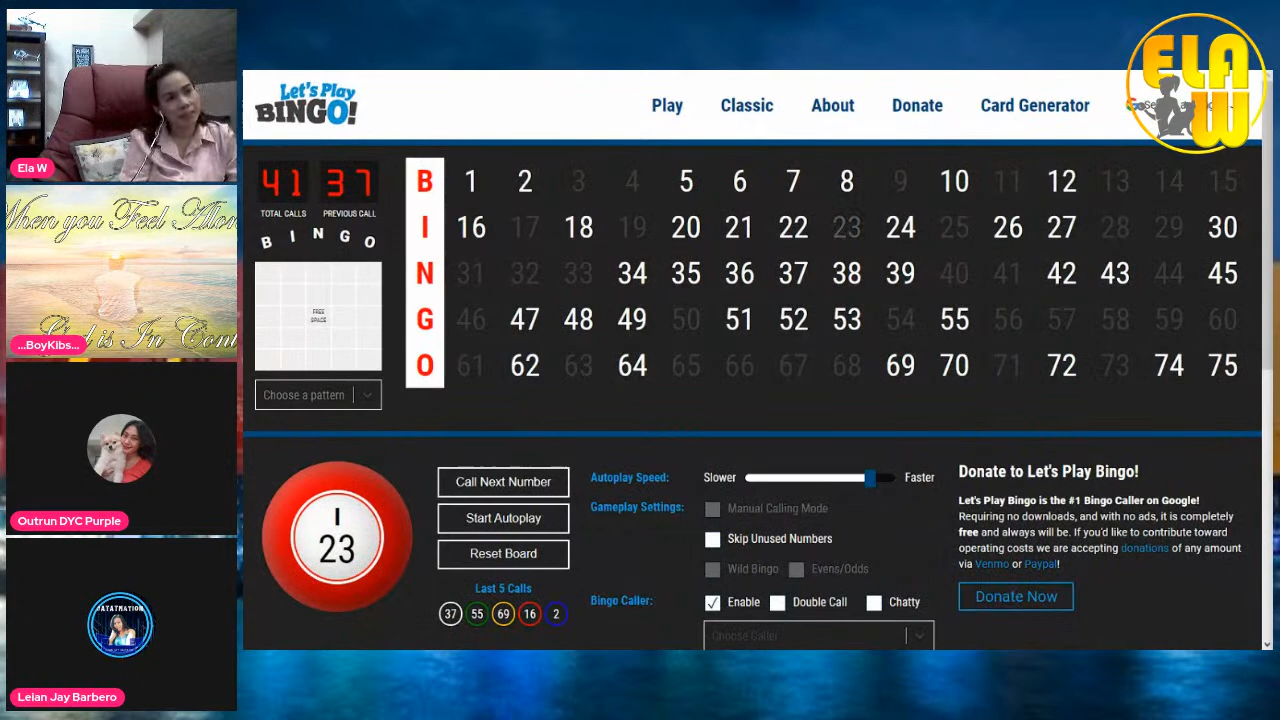 Ela W
When you Feel Alon
God is In Cont
...BoyKibs...
Outrun DYC Purple
JATATNATION
Lelan Jay Barbero
Let's Play
BINGO!
Play Classic About Donate Card Generator
ELA
W
41 37
TOTAL CALLS PREVIOUS CALL
B I N G O
FREE
SPACE
Choose a pattern
B 1 2 3 4 5 6 7 8 9 10 11 12 13 14 15
I 16 17 18 19 20 21 22 23 24 25 26 27 28 29 30
N 31 32 33 34 35 36 37 38 39 40 41 42 43 44 45
G 46 47 48 49 50 51 52 53 54 55 56 57 58 59 60
O 61 62 63 64 65 66 67 68 69 70 71 72 73 74 75
I
23
Call Next Number
Start Autoplay
Reset Board
Last 5 Calls
37 55 69 16 2
Autoplay Speed: Slower Faster
Gameplay Settings: Manual Calling Mode
Skip Unused Numbers
Wild Bingo Evens/Odds
Bingo Caller: Enable Double Call Chatty
Choose Caller
Donate to Let's Play Bingo!
Let's Play Bingo is the #1 Bingo Caller on Google!
Requiring no downloads, and with no ads, it is completely
free and always will be. If you'd like to contribute toward
operating costs we are accepting donations of any amount
via Venmo or Paypal!
Donate Now